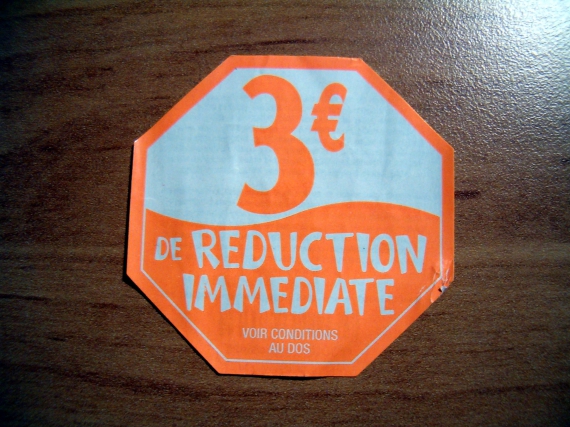 3€
DE REDUCTION
IMMEDIATE
VOIR CONDITIONS
AU DOS